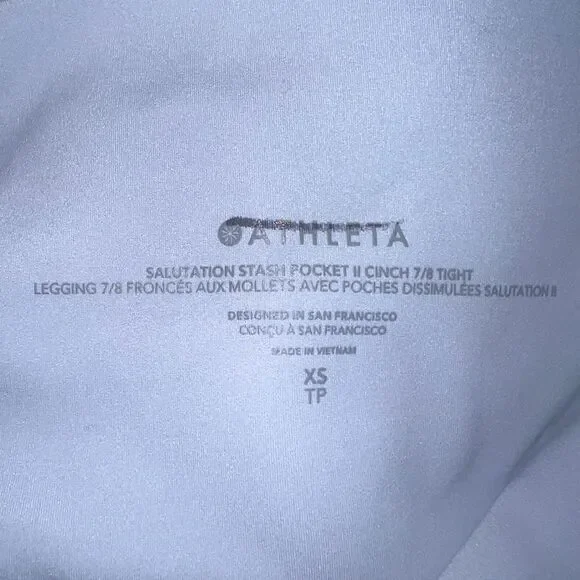 ATHLETA
SALUTATION STASH POCKET II CINCH 7/8 TIGHT
LEGGING 7/8 FRONCÉS AUX MOLLETS AVEC POCHES DISSIMULÉES SALUTATION II
DESIGNED IN SAN FRANCISCO
CONÇU À SAN FRANCISCO
MADE IN VIETNAM
XS
TP